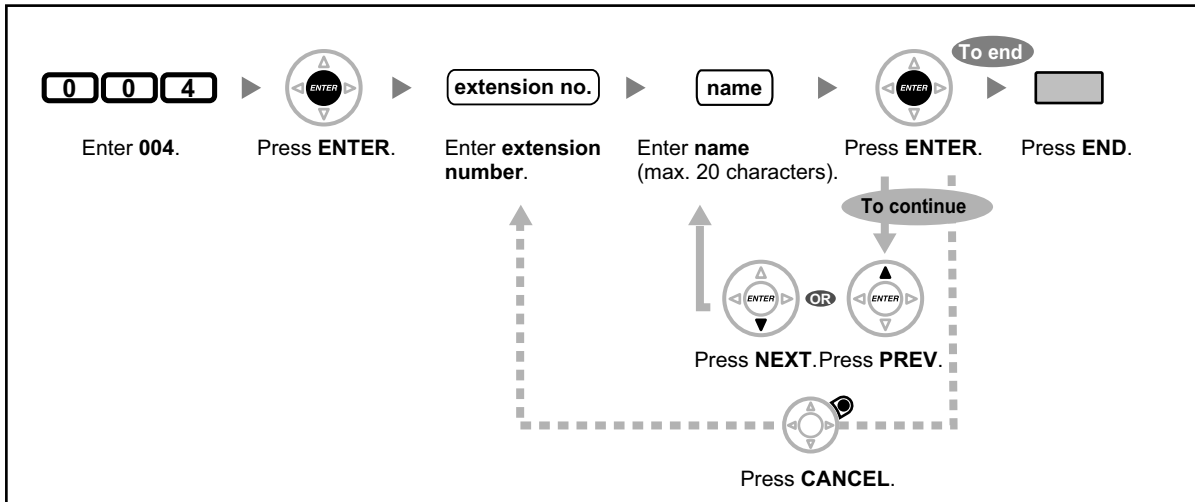 To end
0 0 4 ENTER extension no. name ENTER
Enter 004. Press ENTER. Enter extension number. Enter name (max. 20 characters). Press ENTER. Press END.
To continue
ENTER OR ENTER
Press NEXT. Press PREV.
Press CANCEL.